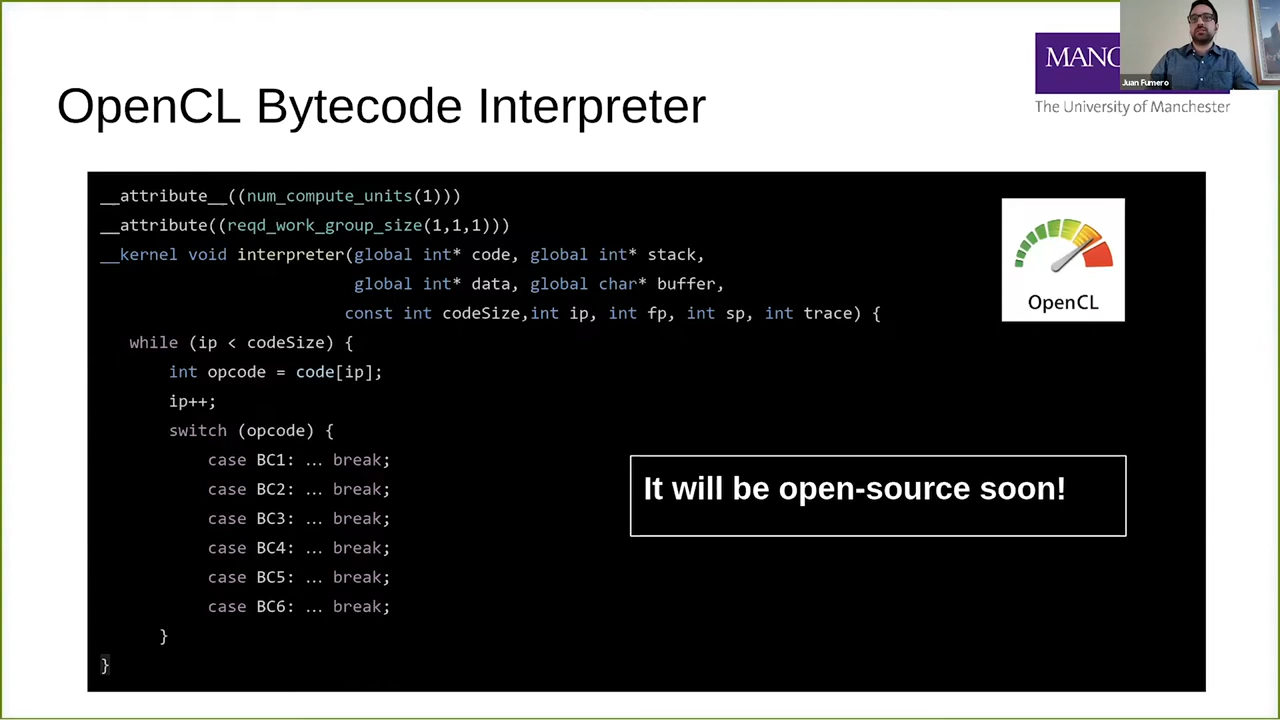 OpenCL Bytecode Interpreter
MANC
Juan Fumero
The University of Manchester
__attribute__((num_compute_units(1)))
__attribute((reqd_work_group_size(1,1,1)))
__kernel void interpreter(global int* code, global int* stack,
global int* data, global char* buffer,
const int codeSize,int ip, int fp, int sp, int trace) {
while (ip < codeSize) {
int opcode = code[ip];
ip++;
switch (opcode) {
case BC1: … break;
case BC2: … break;
case BC3: … break;
case BC4: … break;
case BC5: … break;
case BC6: … break;
}
}
OpenCL
It will be open-source soon!